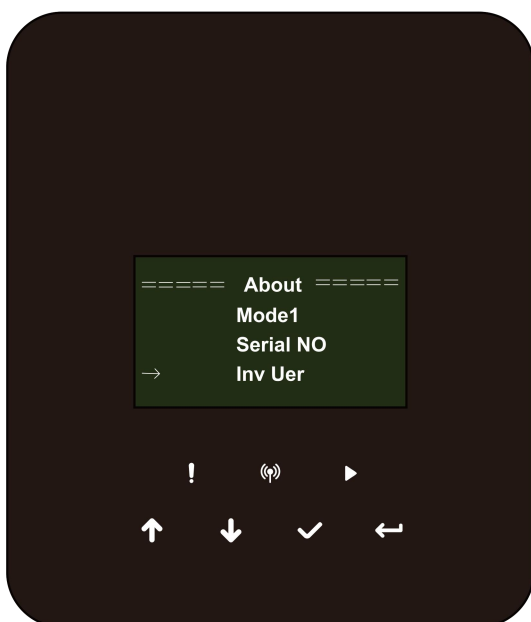 ===== About =====
Mode1
Serial NO
→ Inv Uer